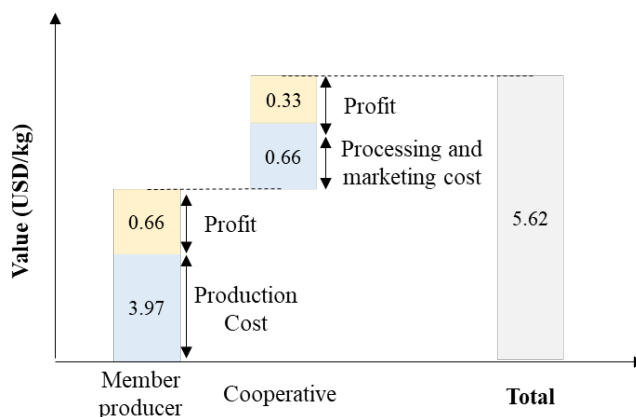 Value (USD/kg)
0.33
Profit
0.66
Processing and
marketing cost
0.66
Profit
3.97
Production
Cost
5.62
Member
producer
Cooperative
Total